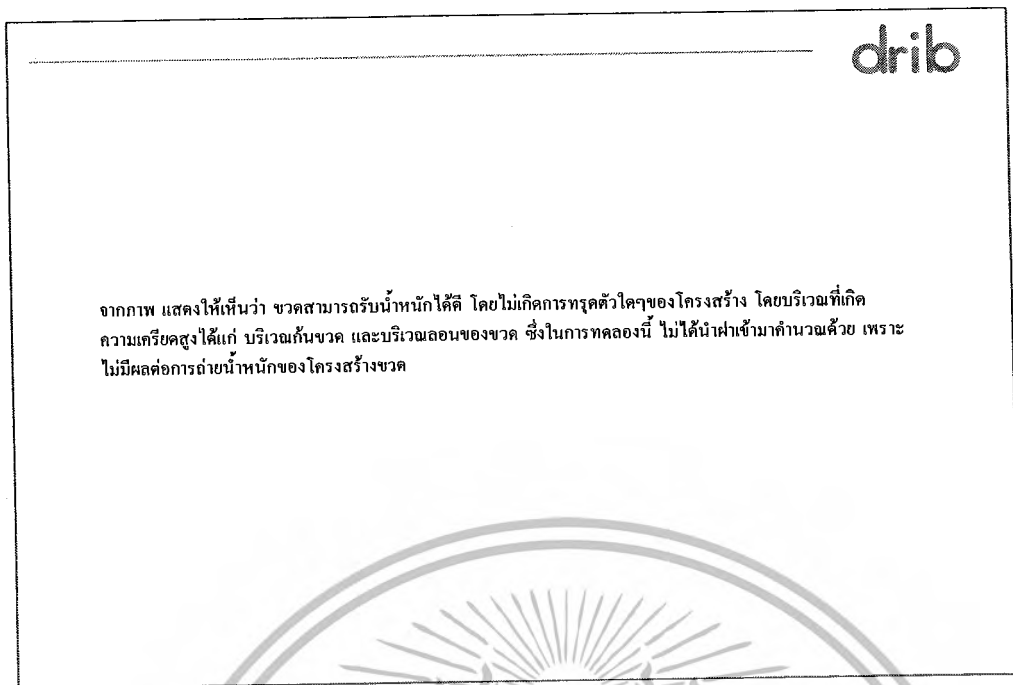 drib
จากภาพ แสดงให้เห็นว่า ขวดสามารถรับน้ำหนักได้ดี โดยไม่เกิดการทรุดตัวใดๆของโครงสร้าง โดยบริเวณที่เกิด
ความเครียดสูงได้แก่ บริเวณก้นขวด และบริเวณลอนของขวด ซึ่งในการทดลองนี้ ไม่ได้นำฝาเข้ามาคำนวณด้วย เพราะ
ไม่มีผลต่อการถ่ายน้ำหนักของโครงสร้างขวด